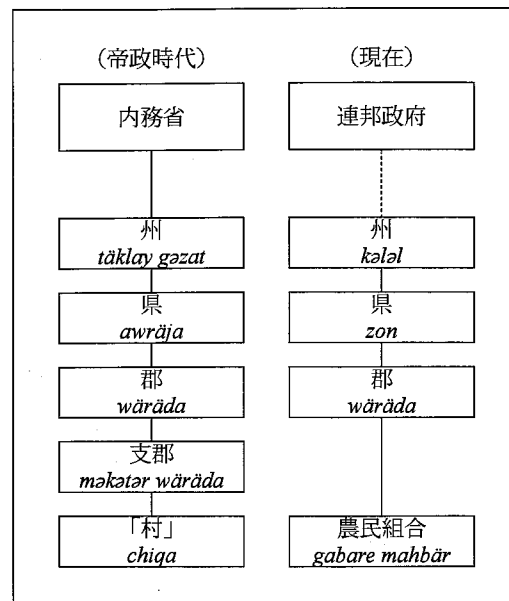 (帝政時代)
内務省
州
täklay gəzat
県
awräja
郡
wäräda
支郡
məkətər wäräda
「村」
chiqa
(現在)
連邦政府
州
kələl
県
zon
郡
wäräda
農民組合
gabare mahbär